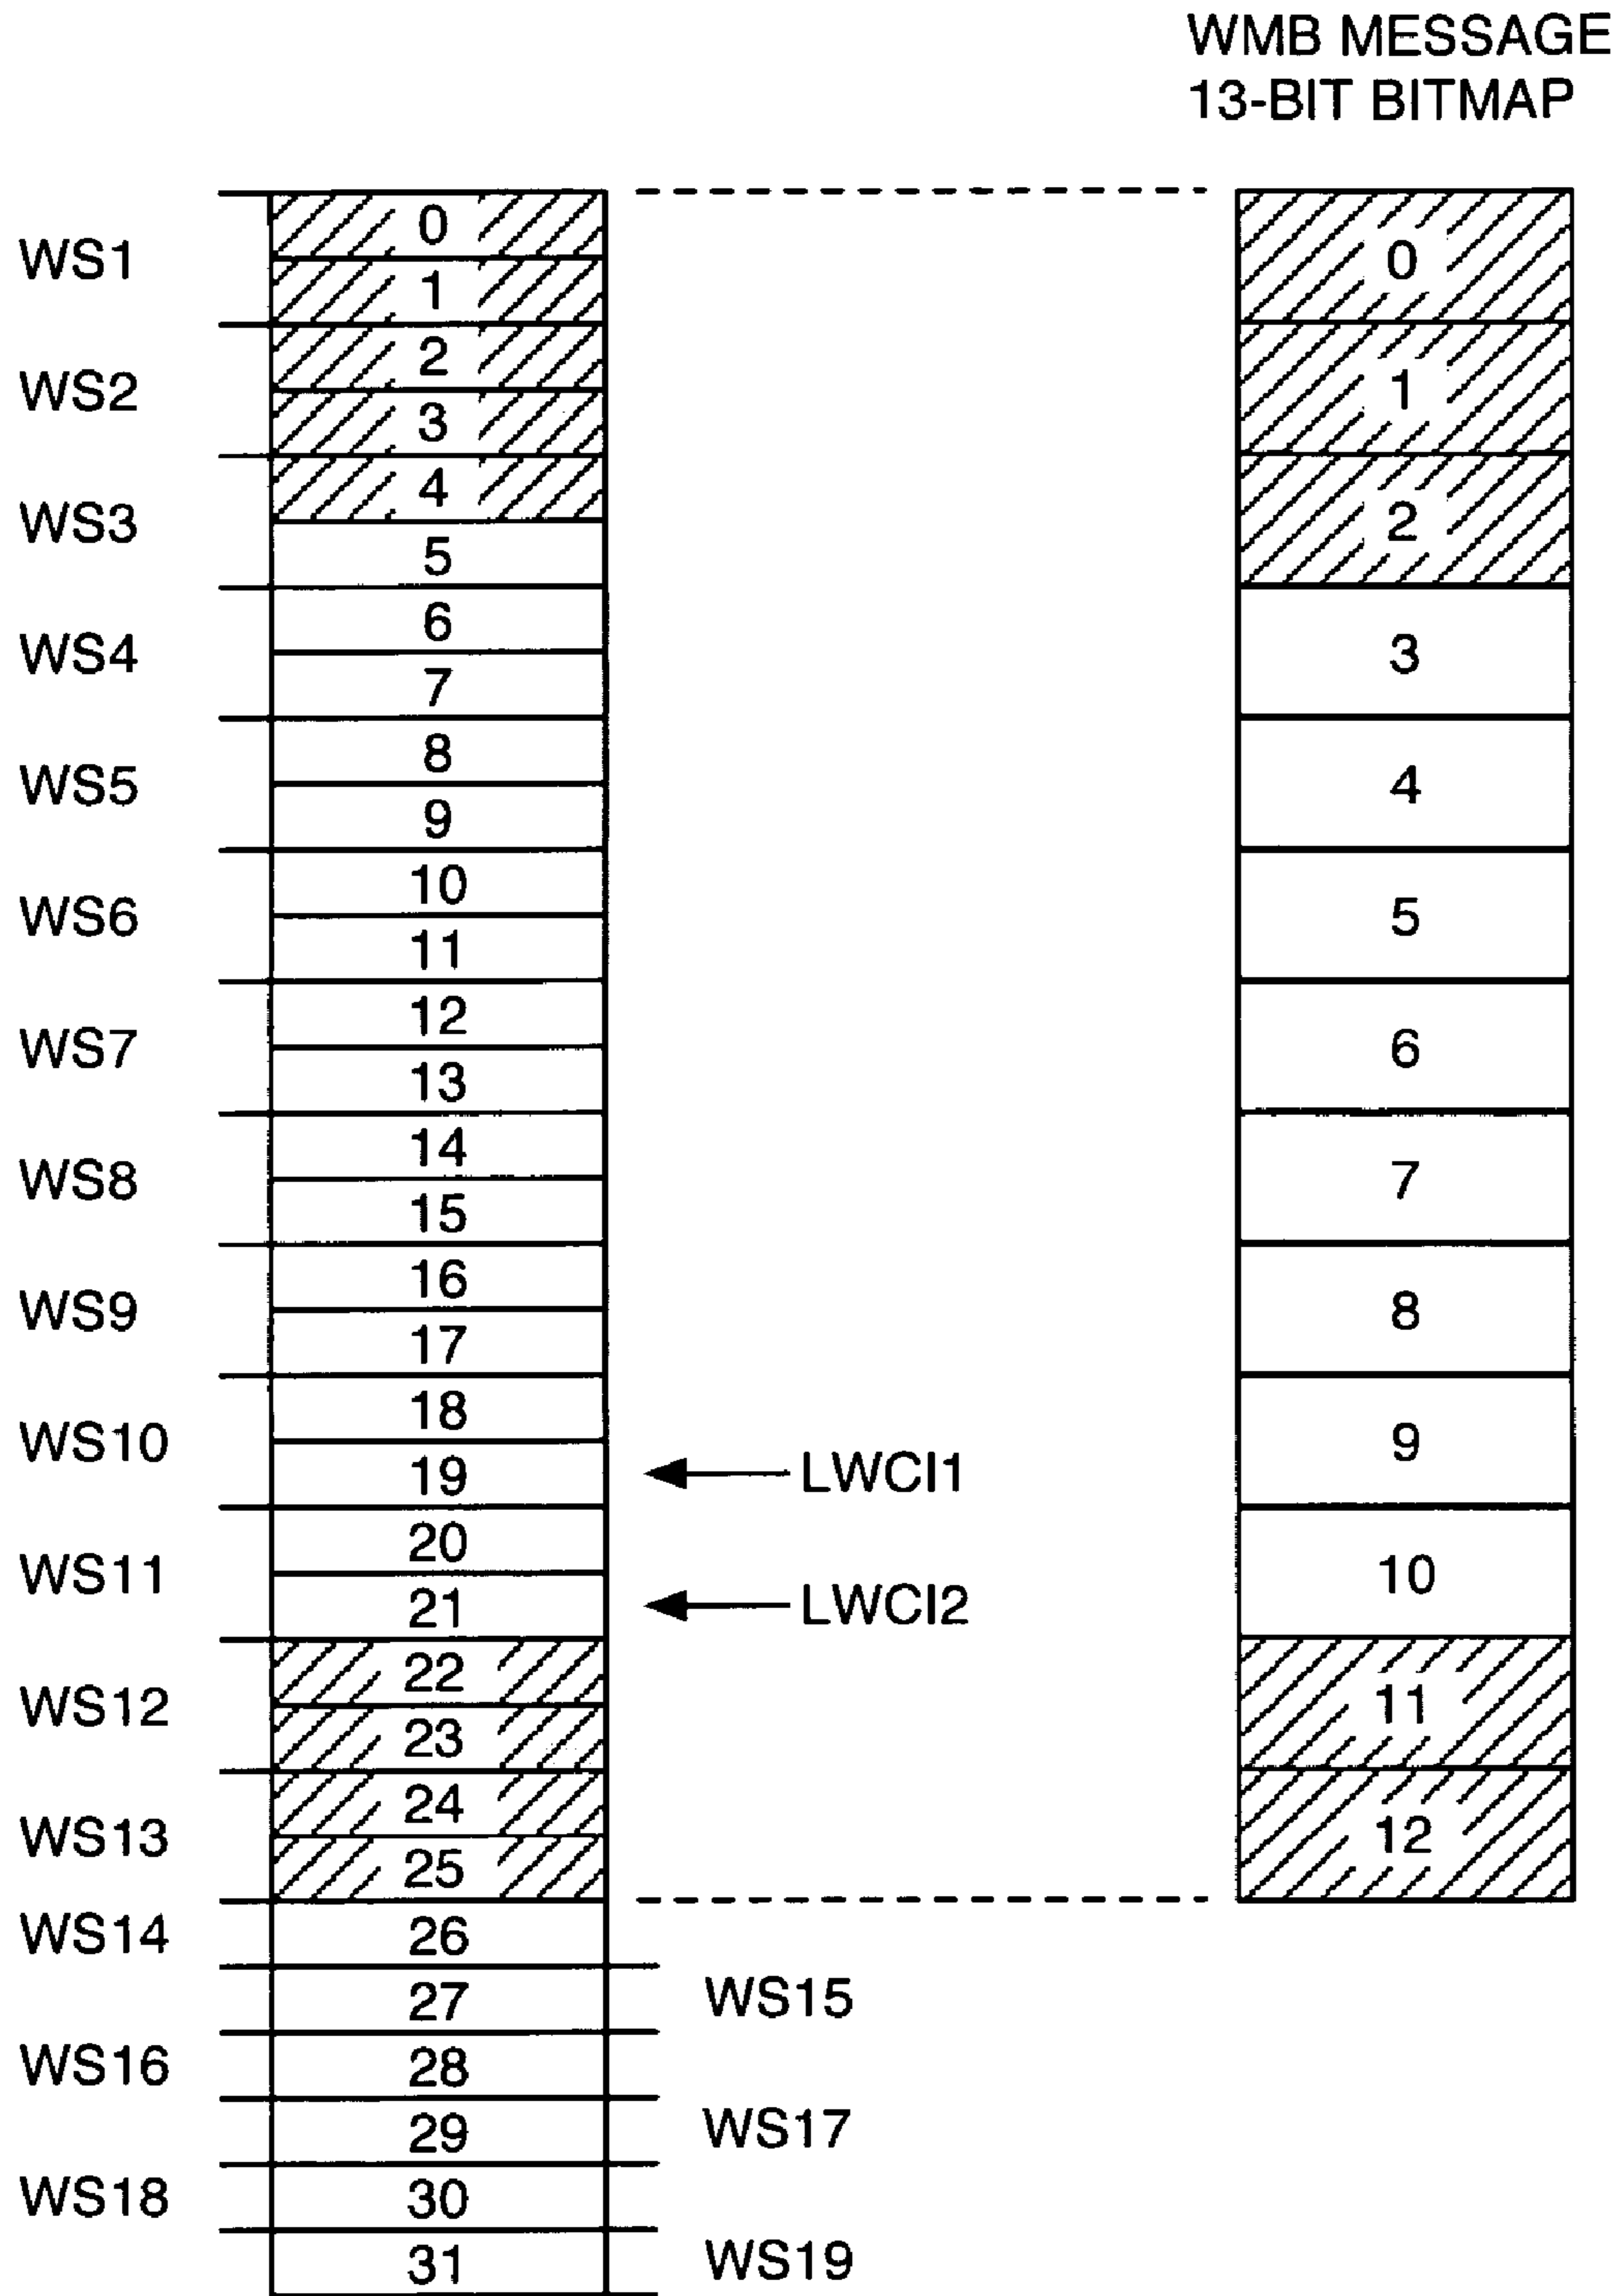 WMB MESSAGE
13-BIT BITMAP
WS1
0
1
WS2
2
3
WS3
4
5
WS4
6
7
WS5
8
9
WS6
10
11
WS7
12
13
WS8
14
15
WS9
16
17
WS10
18
19
LWCI1
WS11
20
21
LWCI2
WS12
22
23
WS13
24
25
WS14
26
27
WS15
WS16
28
29
WS17
WS18
30
31
WS19
0
1
2
3
4
5
6
7
8
9
10
11
12